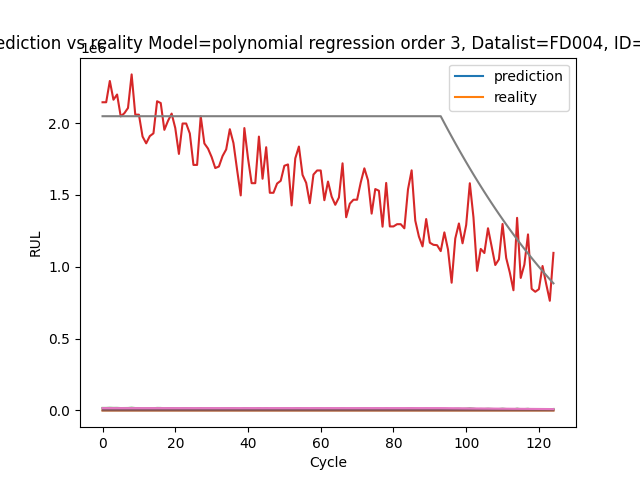 ediction vs reality Model=polynomial regression order 3, Datalist=FD004, ID=
1e6
prediction
reality
2.0
1.5
1.0
0.5
0.0
RUL
0 20 40 60 80 100 120
Cycle